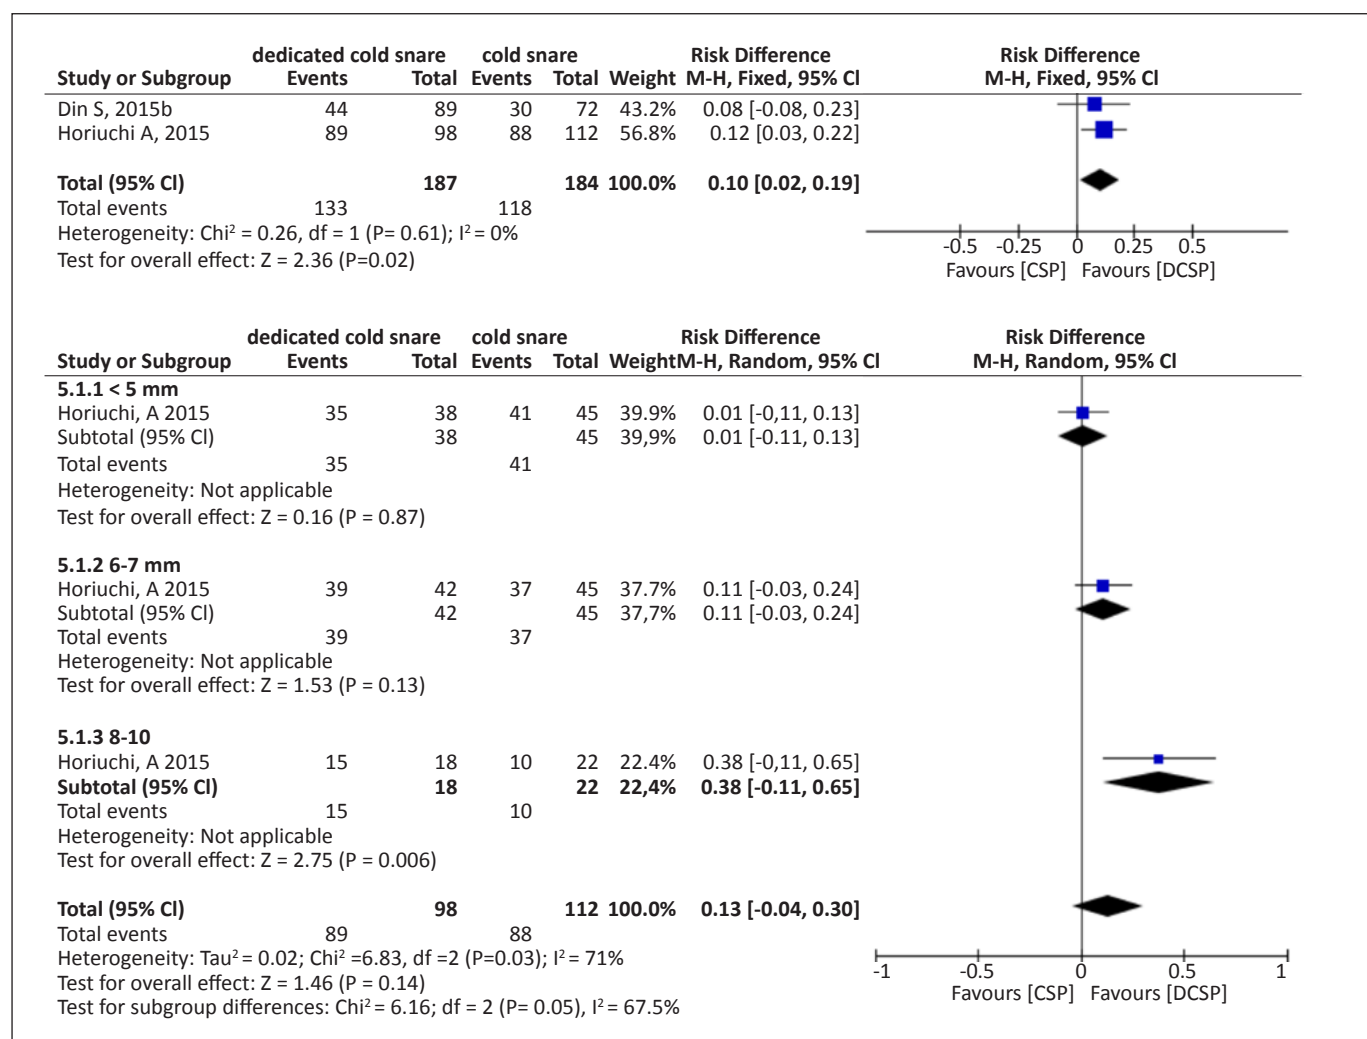 dedicated cold snare cold snare Risk Difference Risk Difference
Study or Subgroup Events Total Events Total Weight M-H, Fixed, 95% CI M-H, Fixed, 95% CI
Din S, 2015b 44 89 30 72 43.2% 0.08 [-0.08, 0.23]
Horiuchi A, 2015 89 98 88 112 56.8% 0.12 [0.03, 0.22]
Total (95% CI) 187 184 100.0% 0.10 [0.02, 0.19]
Total events 133 118
Heterogeneity: Chi² = 0.26, df = 1 (P= 0.61); I² = 0%
-0.5 -0.25 0 0.25 0.5
Test for overall effect: Z = 2.36 (P=0.02)
Favours [CSP] Favours [DCSP]
dedicated cold snare cold snare Risk Difference Risk Difference
Study or Subgroup Events Total Events Total WeightM-H, Random, 95% CI M-H, Random, 95% CI
5.1.1 < 5 mm
Horiuchi, A 2015 35 38 41 45 39.9% 0.01 [-0,11, 0.13]
Subtotal (95% CI) 38 45 39,9% 0.01 [-0.11, 0.13]
Total events 35 41
Heterogeneity: Not applicable
Test for overall effect: Z = 0.16 (P = 0.87)
5.1.2 6-7 mm
Horiuchi, A 2015 39 42 37 45 37.7% 0.11 [-0.03, 0.24]
Subtotal (95% CI) 42 45 37,7% 0.11 [-0.03, 0.24]
Total events 39 37
Heterogeneity: Not applicable
Test for overall effect: Z = 1.53 (P = 0.13)
5.1.3 8-10
Horiuchi, A 2015 15 18 10 22 22.4% 0.38 [-0,11, 0.65]
Subtotal (95% CI) 18 22 22,4% 0.38 [-0.11, 0.65]
Total events 15 10
Heterogeneity: Not applicable
Test for overall effect: Z = 2.75 (P = 0.006)
Total (95% CI) 98 112 100.0% 0.13 [-0.04, 0.30]
Total events 89 88
Heterogeneity: Tau² = 0.02; Chi² =6.83, df =2 (P=0.03); I² = 71%
-1 -0.5 0 0.5 1
Test for overall effect: Z = 1.46 (P = 0.14)
Favours [CSP] Favours [DCSP]
Test for subgroup differences: Chi² = 6.16; df = 2 (P= 0.05), I² = 67.5%